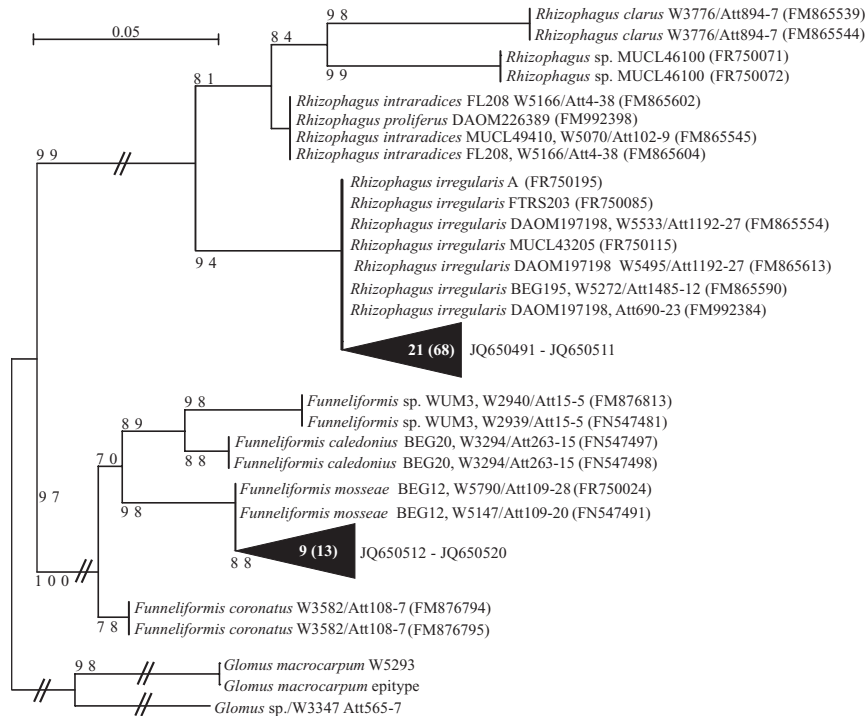 98
Rhizophagus clarus W3776/Att894-7 (FM865539)
0.05
84
Rhizophagus clarus W3776/Att894-7 (FM865544)
Rhizophagus sp. MUCL46100 (FR750071)
99
Rhizophagus sp. MUCL46100 (FR750072)
81
Rhizophagus intraradices FL208 W5166/Att4-38 (FM865602)
Rhizophagus proliferus DAOM226389 (FM992398)
Rhizophagus intraradices MUCL49410, W5070/Att102-9 (FM865545)
99
Rhizophagus intraradices FL208, W5166/Att4-38 (FM865604)
Rhizophagus irregularis A (FR750195)
Rhizophagus irregularis FTRS203 (FR750085)
Rhizophagus irregularis DAOM197198, W5533/Att1192-27 (FM865554)
Rhizophagus irregularis MUCL43205 (FR750115)
94
Rhizophagus irregularis DAOM197198 W5495/Att1192-27 (FM865613)
Rhizophagus irregularis BEG195, W5272/Att1485-12 (FM865590)
Rhizophagus irregularis DAOM197198, Att690-23 (FM992384)
21 (68) JQ650491 - JQ650511
98
Funneliformis sp. WUM3, W2940/Att15-5 (FM876813)
89
Funneliformis sp. WUM3, W2939/Att15-5 (FN547481)
Funneliformis caledonius BEG20, W3294/Att263-15 (FN547497)
70
88
Funneliformis caledonius BEG20, W3294/Att263-15 (FN547498)
97
Funneliformis mosseae BEG12, W5790/Att109-28 (FR750024)
98
Funneliformis mosseae BEG12, W5147/Att109-20 (FN547491)
9 (13) JQ650512 - JQ650520
88
100
Funneliformis coronatus W3582/Att108-7 (FM876794)
78
Funneliformis coronatus W3582/Att108-7 (FM876795)
98
Glomus macrocarpum W5293
Glomus macrocarpum epitype
Glomus sp./W3347 Att565-7